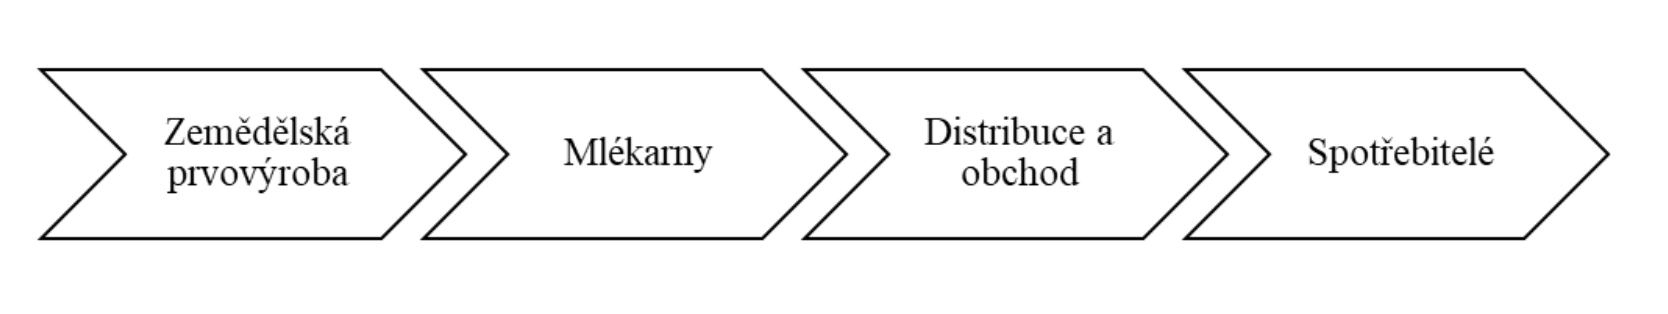 Zemědělská
prvovýroba
Mlékarny
Distribuce a
obchod
Spotřebitelé